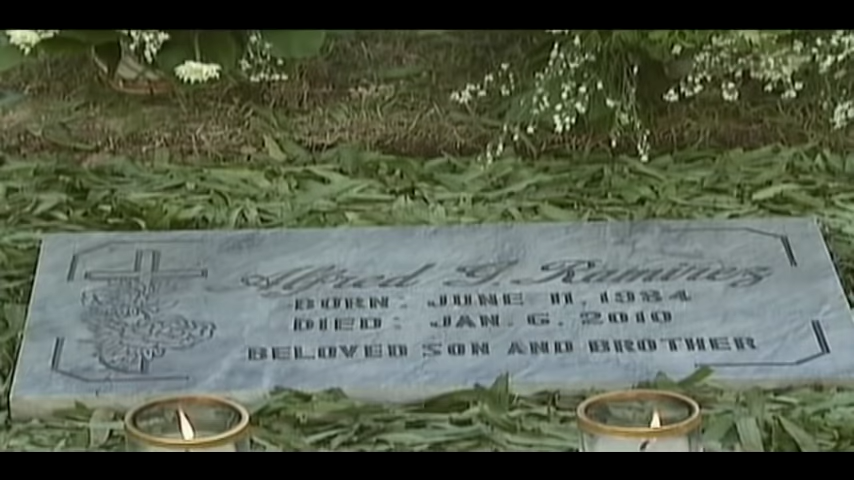 Alfred G. Ramirez
BORN: JUNE 11, 1984
DIED: JAN. 6, 2010
BELOVED SON AND BROTHER